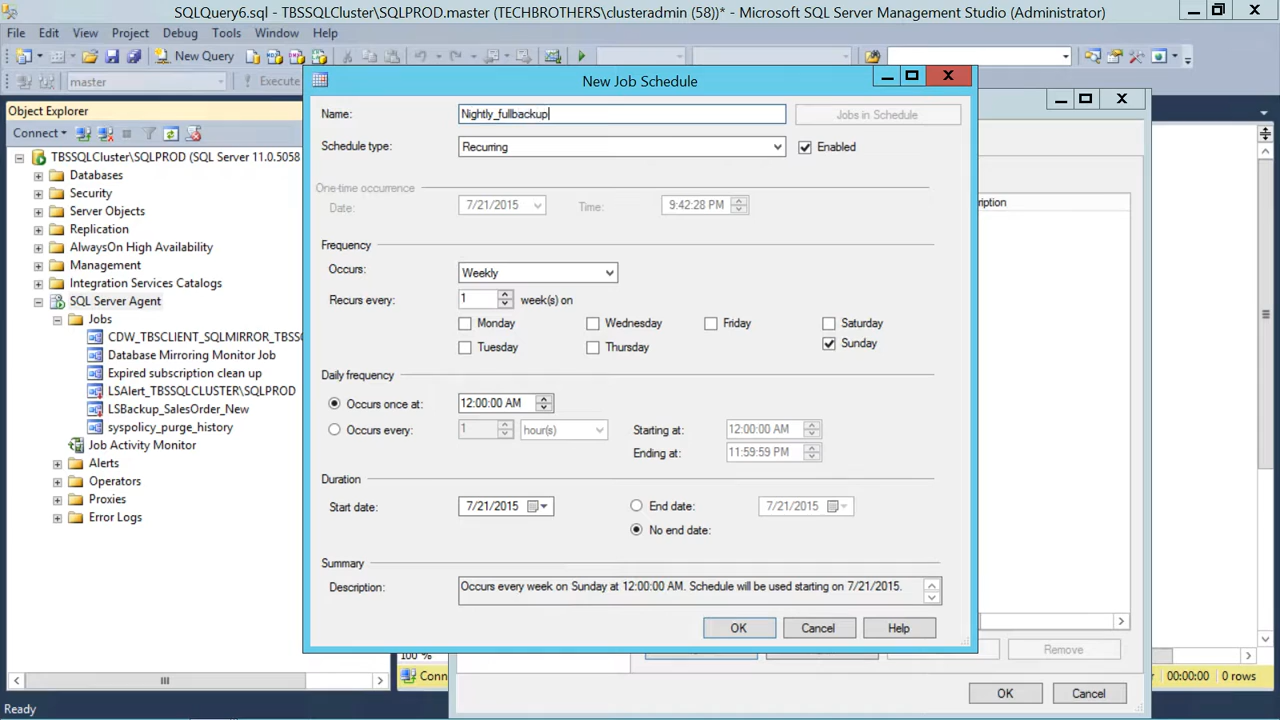 SQLQuery6.sql - TBSSQLCluster\SQLPROD.master (TECHBROTHERS\clusteradmin (58))* - Microsoft SQL Server Management Studio (Administrator)
File Edit View Project Debug Tools Window Help
New Query
master
Execute
Object Explorer
Connect
TBSSQLCluster\SQLPROD (SQL Server 11.0.5058
Databases
Security
Server Objects
Replication
AlwaysOn High Availability
Management
Integration Services Catalogs
SQL Server Agent
Jobs
CDW_TBSCLIENT_SQLMIRROR_TBSSC
Database Mirroring Monitor Job
Expired subscription clean up
LSAlert_TBSSQLCLUSTER\SQLPROD
LSBackup_SalesOrder_New
syspolicy_purge_history
Job Activity Monitor
Alerts
Operators
Proxies
Error Logs
New Job Schedule
Name: Nightly_fullbackup Jobs in Schedule
Schedule type: Recurring Enabled
One-time occurrence
Date: 7/21/2015 Time: 9:42:28 PM
Frequency
Occurs: Weekly
Recurs every: 1 week(s) on
Monday Wednesday Friday Saturday
Tuesday Thursday Sunday
Daily frequency
Occurs once at: 12:00:00 AM
Occurs every: 1 hour(s) Starting at: 12:00:00 AM
Ending at: 11:59:59 PM
Duration
Start date: 7/21/2015 End date: 7/21/2015
No end date:
Summary
Description: Occurs every week on Sunday at 12:00:00 AM. Schedule will be used starting on 7/21/2015.
OK Cancel Help
ription
Remove
100 %
Conn
00:00:00 0 rows
OK Cancel
Ready